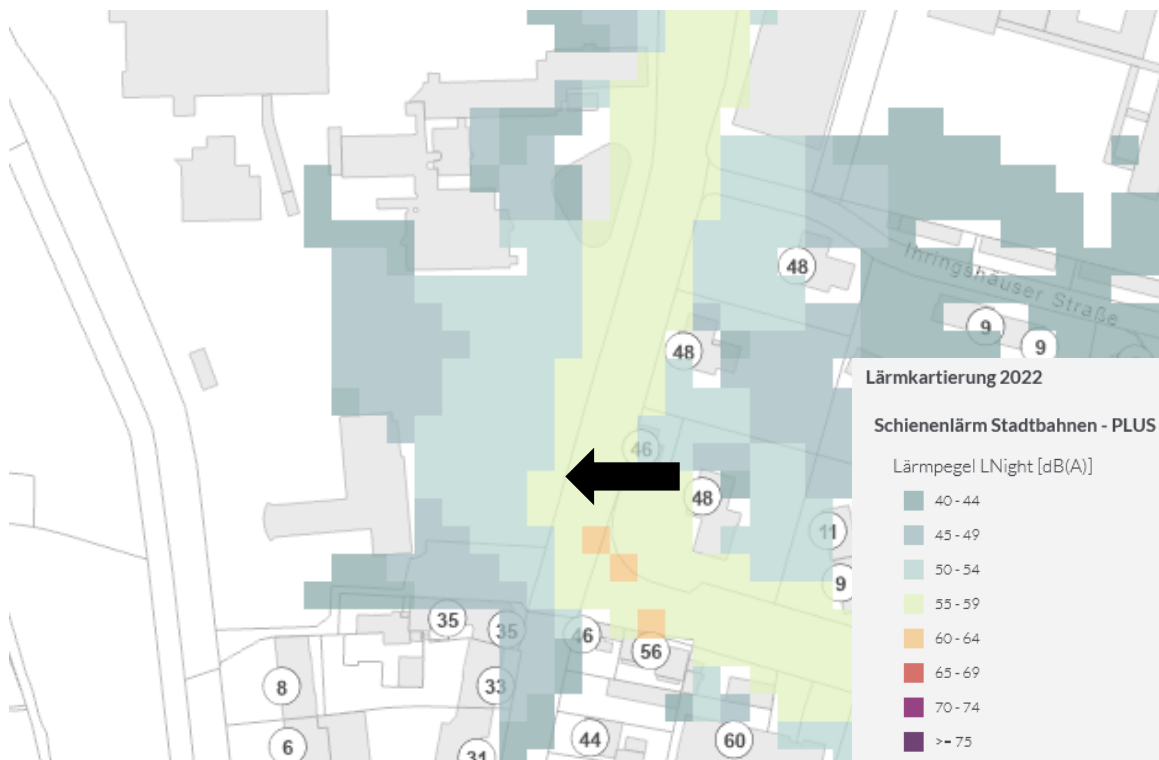 48
Ihringshäuser Straße
9
9
48
46
48
11
9
35
35
46
56
8
33
6
44
60
31
Lärmkartierung 2022
Schienenlärm Stadtbahnen - PLUS
Lärmpegel LNight [dB(A)]
40 - 44
45 - 49
50 - 54
55 - 59
60 - 64
65 - 69
70 - 74
>= 75